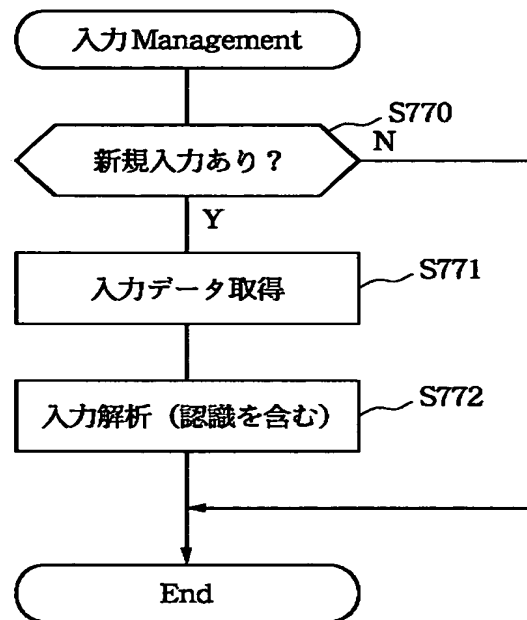 入力Management
S770
新規入力あり？
N
Y
入力データ取得
S771
入力解析（認識を含む）
S772
End